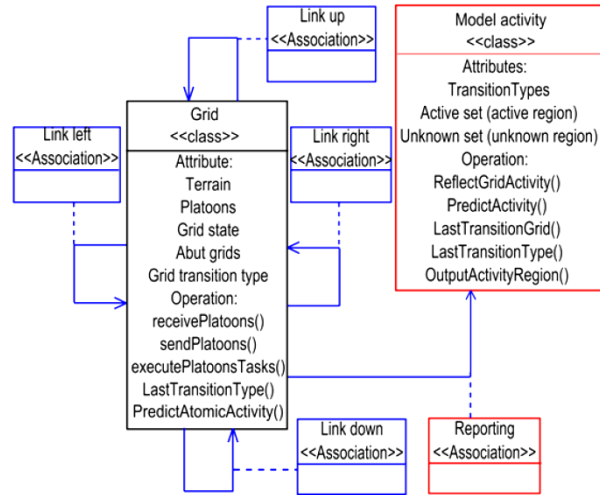 Link up
<<Association>>
Model activity
<<class>>
Attributes:
TransitionTypes
Active set (active region)
Unknown set (unknown region)
Operation:
ReflectGridActivity()
PredictActivity()
LastTransitionGrid()
LastTransitionType()
OutputActivityRegion()
Link left
<<Association>>
Grid
<<class>>
Attribute:
Terrain
Platoons
Grid state
Abut grids
Grid transition type
Operation:
receivePlatoons()
sendPlatoons()
executePlatoonsTasks()
LastTransitionType()
PredictAtomicActivity()
Link right
<<Association>>
Link down
<<Association>>
Reporting
<<Association>>